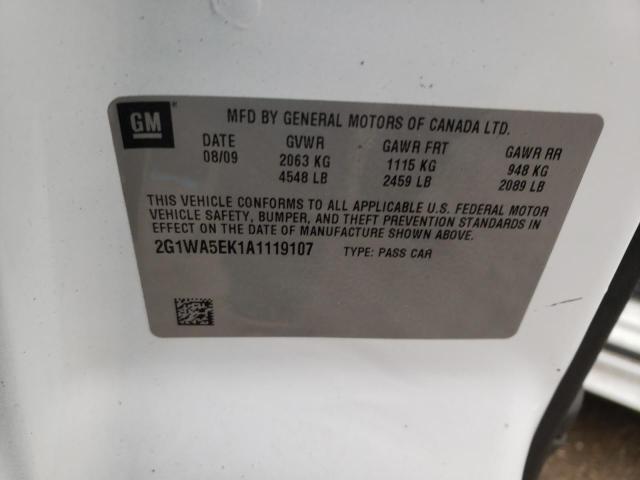 GM
MFD BY GENERAL MOTORS OF CANADA LTD.
DATE GVWR GAWR FRT GAWR RR
08/09 2063 KG 1115 KG 948 KG
4548 LB 2459 LB 2089 LB
THIS VEHICLE CONFORMS TO ALL APPLICABLE U.S. FEDERAL MOTOR
VEHICLE SAFETY, BUMPER, AND THEFT PREVENTION STANDARDS IN
EFFECT ON THE DATE OF MANUFACTURE SHOWN ABOVE.
2G1WA5EK1A1119107 TYPE: PASS CAR